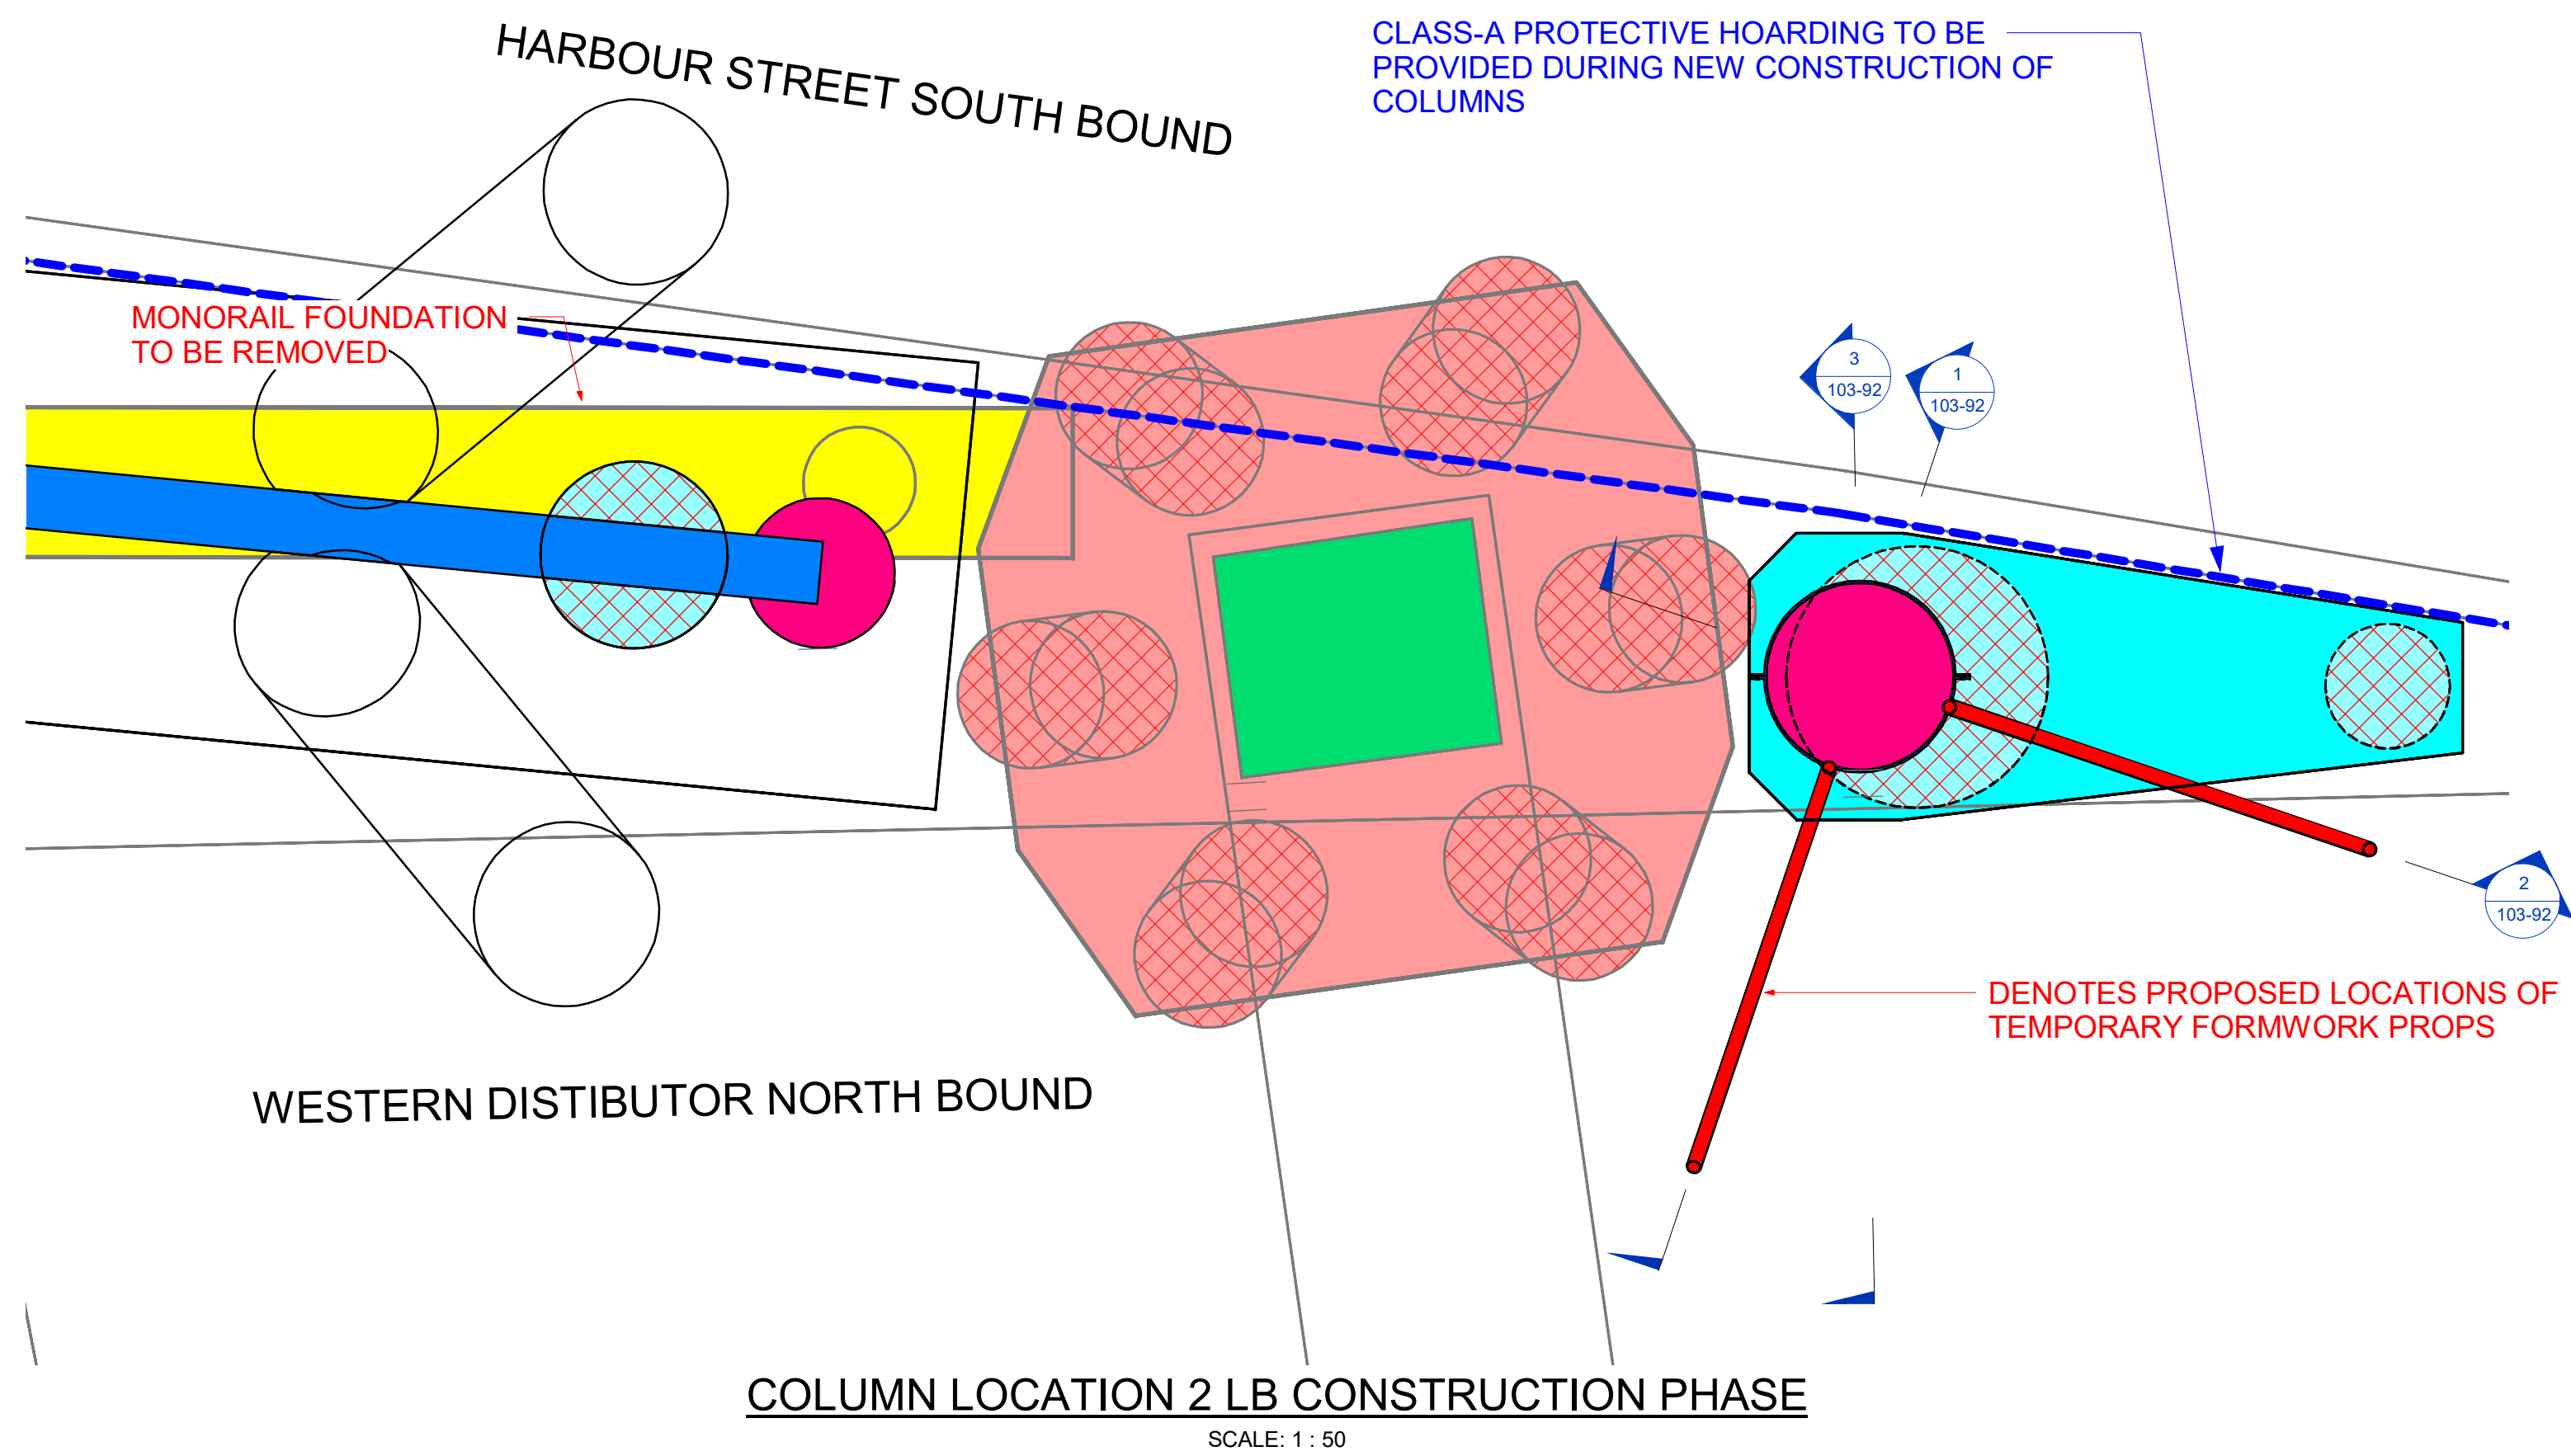 HARBOUR STREET SOUTH BOUND
CLASS-A PROTECTIVE HOARDING TO BE
PROVIDED DURING NEW CONSTRUCTION OF
COLUMNS
MONORAIL FOUNDATION
TO BE REMOVED
3
103-92
1
103-92
2
103-92
DENOTES PROPOSED LOCATIONS OF
TEMPORARY FORMWORK PROPS
WESTERN DISTIBUTOR NORTH BOUND
COLUMN LOCATION 2 LB CONSTRUCTION PHASE
SCALE: 1 : 50